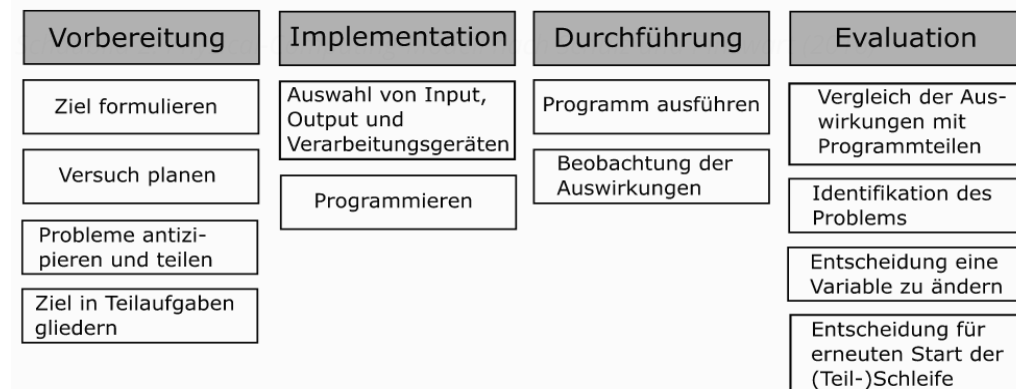 Vorbereitung
Ziel formulieren
Versuch planen
Probleme antizi-
pieren und teilen
Ziel in Teilaufgaben
gliedern
Implementation
Auswahl von Input,
Output und
Verarbeitungsgeräten
Programmieren
Durchführung
Programm ausführen
Beobachtung der
Auswirkungen
Evaluation
Vergleich der Aus-
wirkungen mit
Programmteilen
Identifikation des
Problems
Entscheidung eine
Variable zu ändern
Entscheidung für
erneuten Start der
(Teil-)Schleife